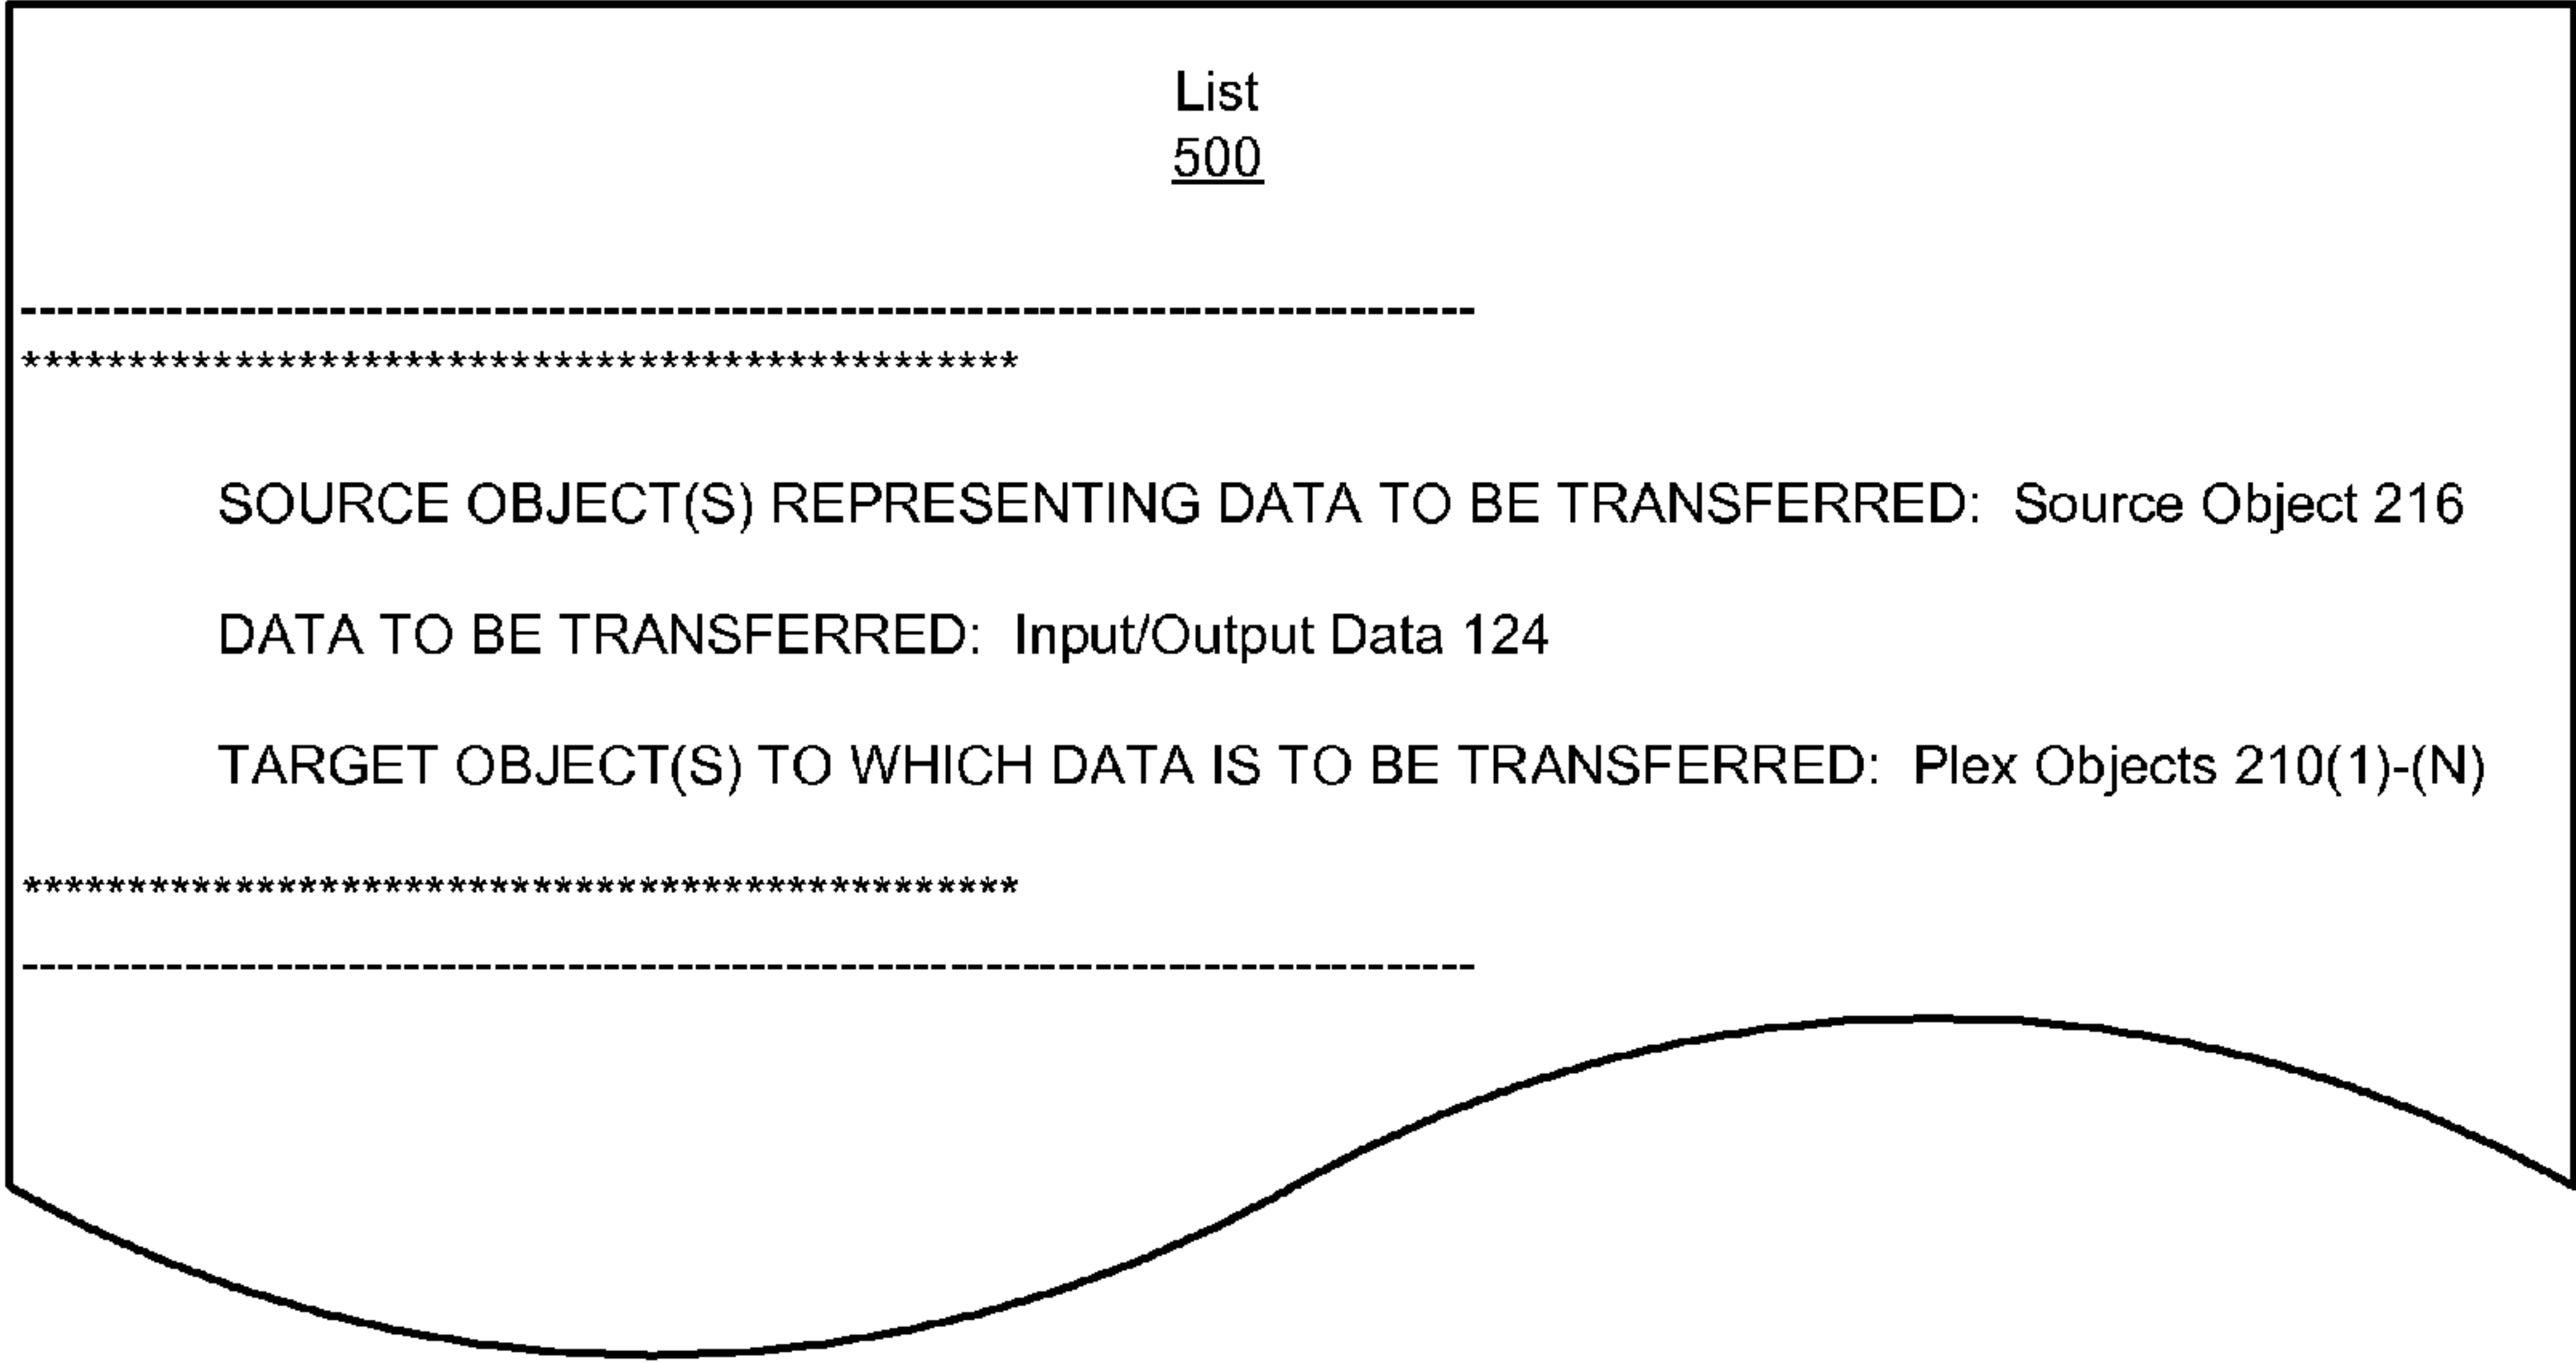 List
500
--------------------------------------------------------------------------------
***********************************************
SOURCE OBJECT(S) REPRESENTING DATA TO BE TRANSFERRED: Source Object 216
DATA TO BE TRANSFERRED: Input/Output Data 124
TARGET OBJECT(S) TO WHICH DATA IS TO BE TRANSFERRED: Plex Objects 210(1)-(N)
***********************************************
--------------------------------------------------------------------------------